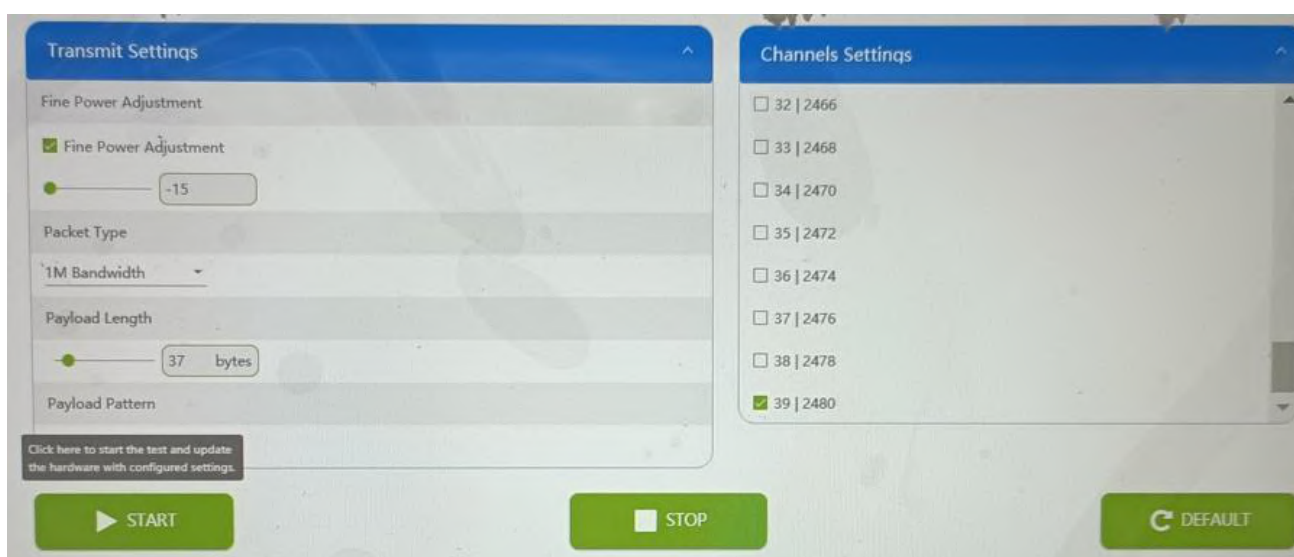 Transmit Settings
Fine Power Adjustment
Fine Power Adjustment
-15
Packet Type
1M Bandwidth
Payload Length
37 bytes
Payload Pattern
Click here to start the test and update
the hardware with configured settings.
Channels Settings
32 | 2466
33 | 2468
34 | 2470
35 | 2472
36 | 2474
37 | 2476
38 | 2478
39 | 2480
START
STOP
DEFAULT